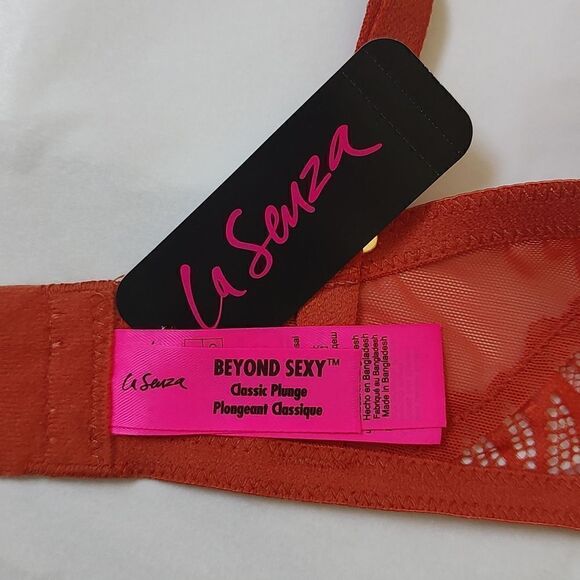 La Senza
La Senza
BEYOND SEXY™
Classic Plunge
Plongeant Classique
Hecho en Bangladesh
Fabriqué au Bangladesh
Made in Bangladesh